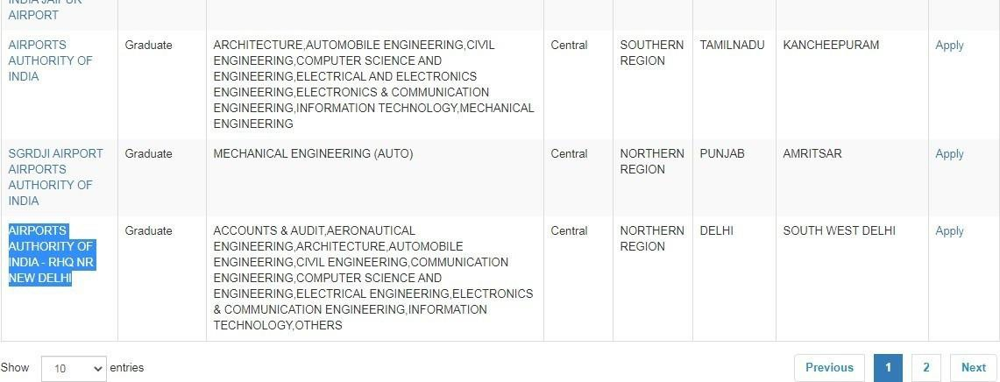 INDIA JAIPUR
AIRPORT
AIRPORTS
AUTHORITY OF
INDIA
Graduate
ARCHITECTURE,AUTOMOBILE ENGINEERING,CIVIL
ENGINEERING,COMPUTER SCIENCE AND
ENGINEERING,ELECTRICAL AND ELECTRONICS
ENGINEERING,ELECTRONICS & COMMUNICATION
ENGINEERING,INFORMATION TECHNOLOGY,MECHANICAL
ENGINEERING
Central
SOUTHERN
REGION
TAMILNADU
KANCHEEPURAM
Apply
SGRDJI AIRPORT
AIRPORTS
AUTHORITY OF
INDIA
Graduate
MECHANICAL ENGINEERING (AUTO)
Central
NORTHERN
REGION
PUNJAB
AMRITSAR
Apply
AIRPORTS
AUTHORITY OF
INDIA - RHQ NR
NEW DELHI
Graduate
ACCOUNTS & AUDIT,AERONAUTICAL
ENGINEERING,ARCHITECTURE,AUTOMOBILE
ENGINEERING,CIVIL ENGINEERING,COMMUNICATION
ENGINEERING,COMPUTER SCIENCE AND
ENGINEERING,ELECTRICAL ENGINEERING,ELECTRONICS
& COMMUNICATION ENGINEERING,INFORMATION
TECHNOLOGY,OTHERS
Central
NORTHERN
REGION
DELHI
SOUTH WEST DELHI
Apply
Show 10 entries
Previous 1 2 Next